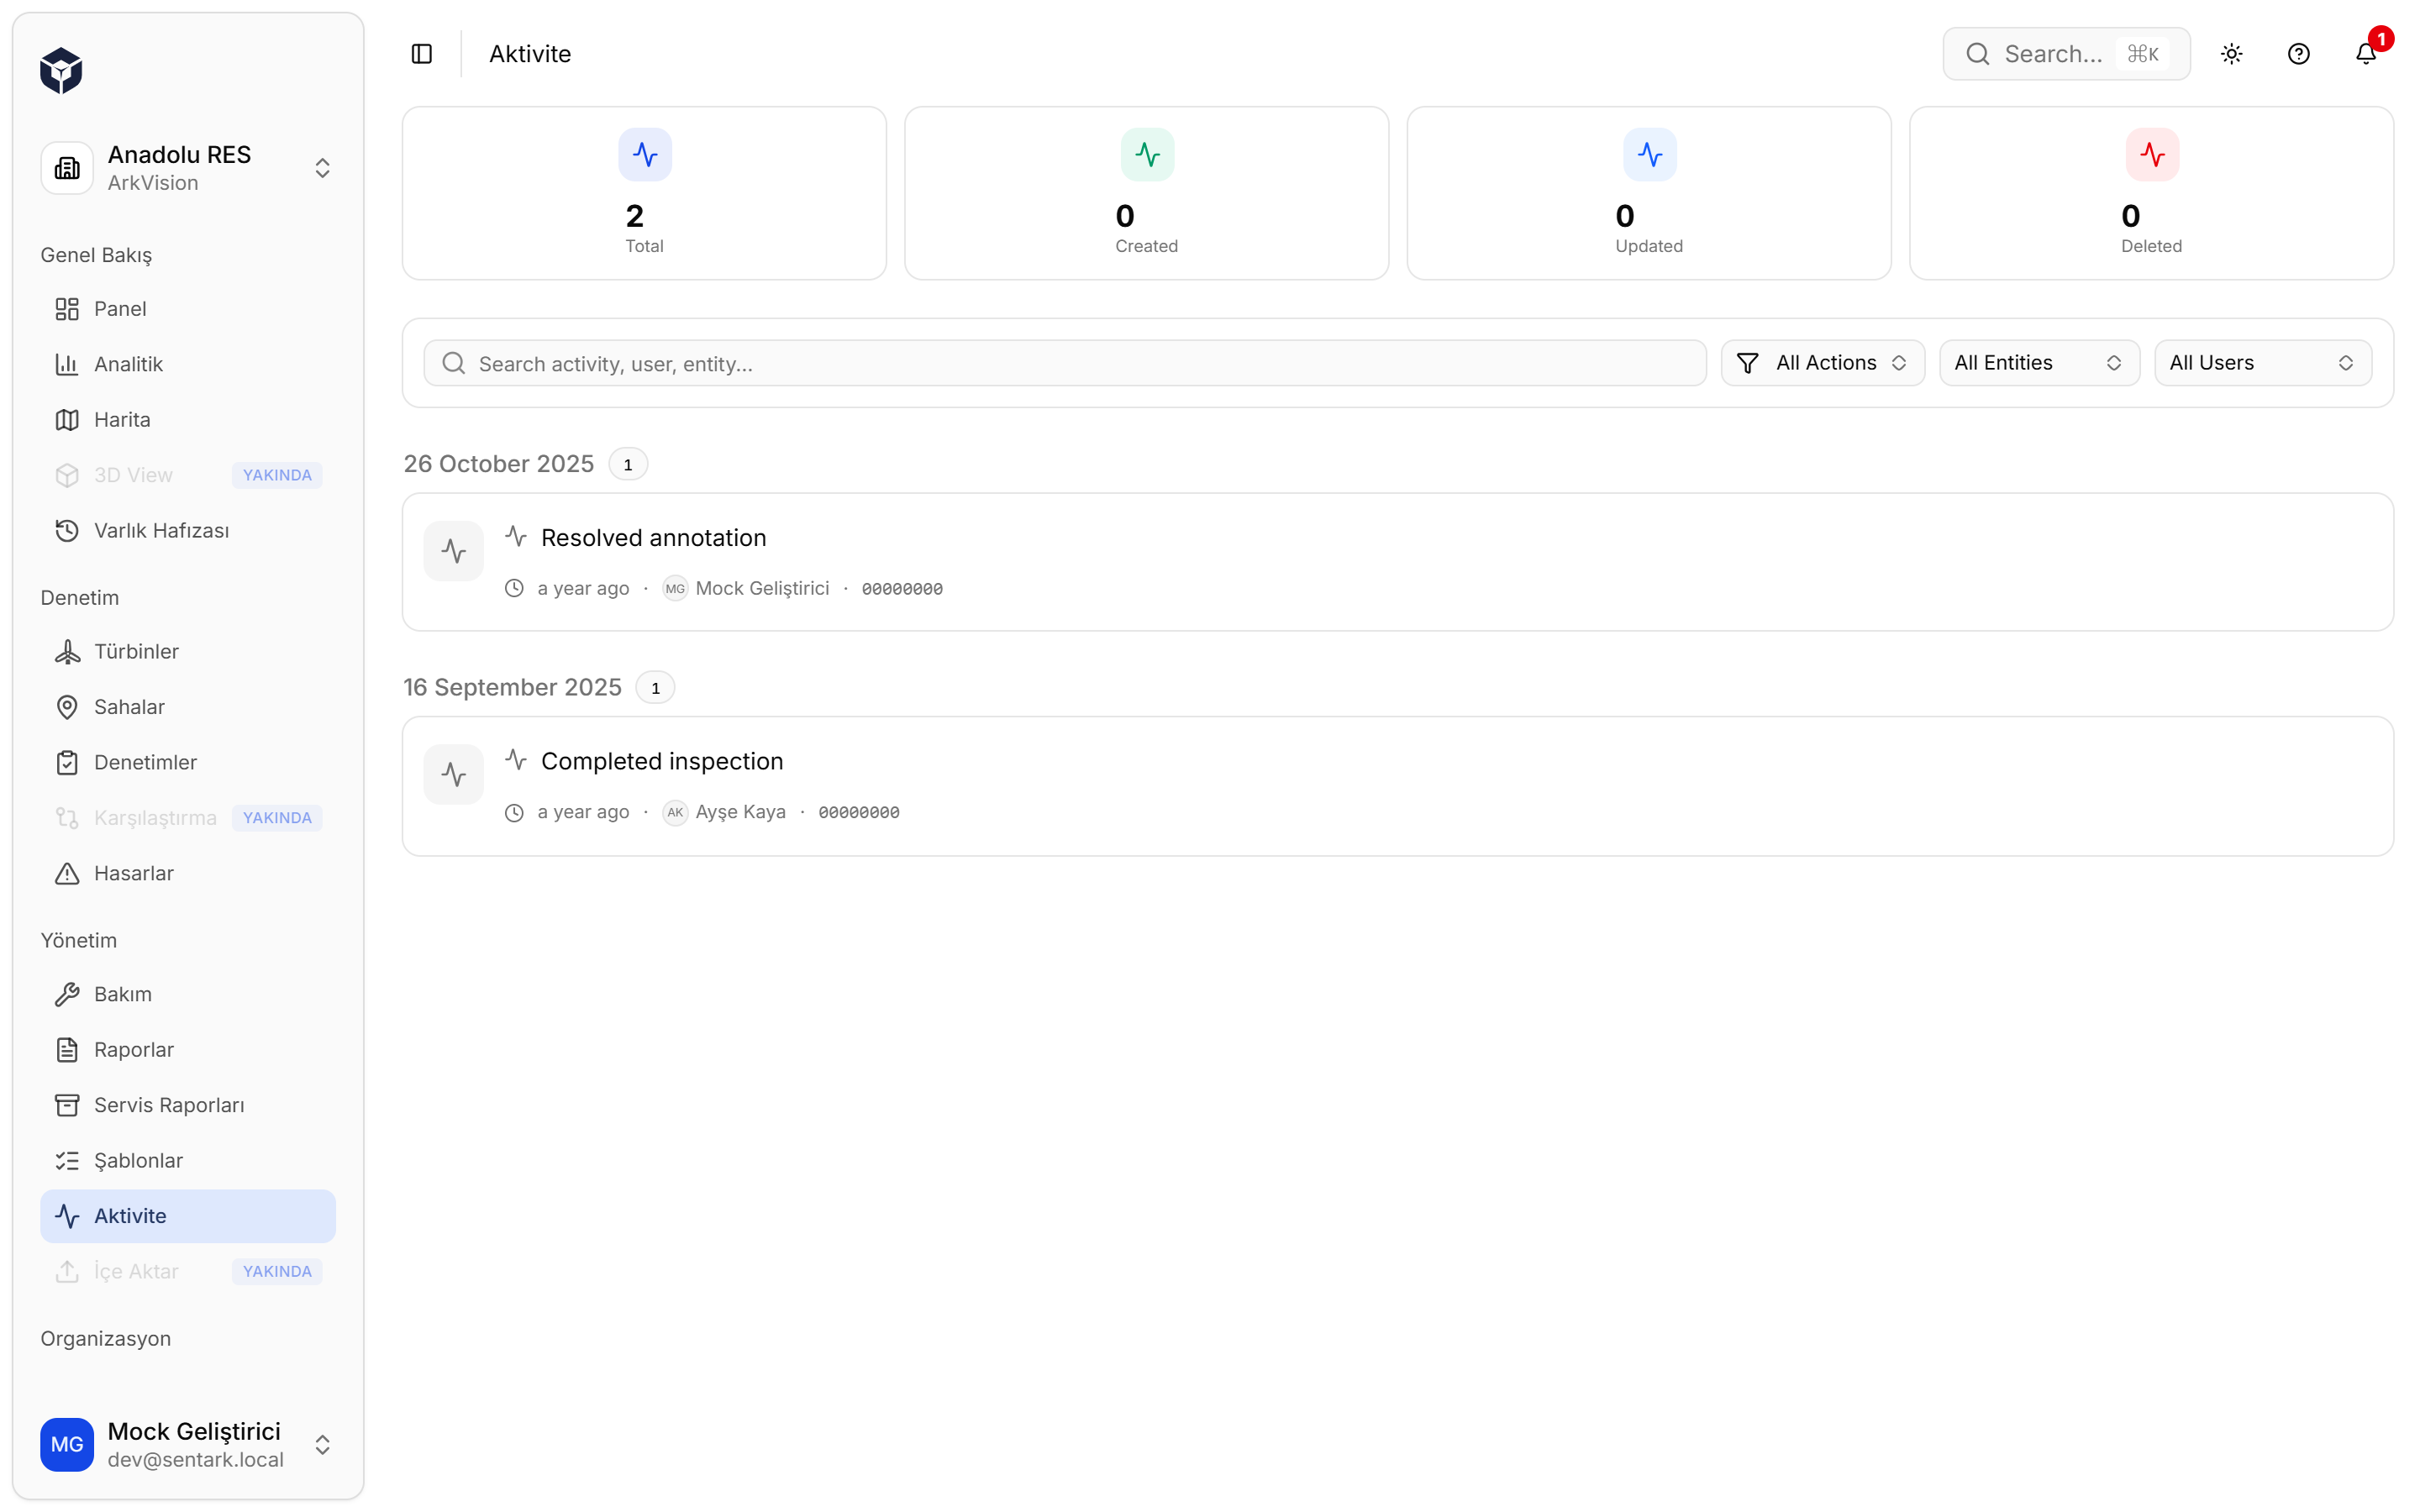 Anadolu RES
ArkVision
Genel Bakış
Panel
Analitik
Harita
3D View YAKINDA
Varlık Hafızası
Denetim
Türbinler
Sahalar
Denetimler
Karşılaştırma YAKINDA
Hasarlar
Yönetim
Bakım
Raporlar
Servis Raporları
Şablonlar
Aktivite
İçe Aktar YAKINDA
Organizasyon
MG Mock Geliştirici
dev@sentark.local
Aktivite
Search... ⌘K
1
2
Total
0
Created
0
Updated
0
Deleted
Search activity, user, entity...
All Actions
All Entities
All Users
26 October 2025 1
Resolved annotation
a year ago · MG Mock Geliştirici · 00000000
16 September 2025 1
Completed inspection
a year ago · AK Ayşe Kaya · 00000000